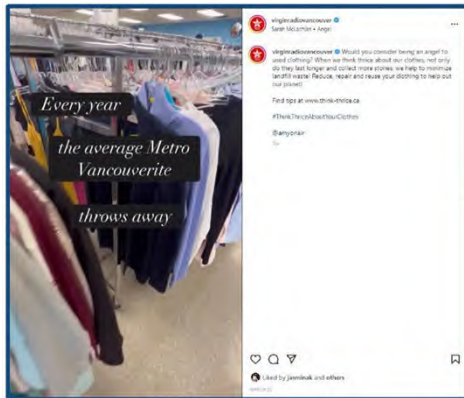 Every year
the average Metro
Vancouverite
throws away
virginradiovancouver
Sarah McLachlan • Angel
virginradiovancouver Would you consider being an angel to
used clothing? When we think thrice about our clothes, not only
do they last longer and collect more stories, we help to minimize
landfill waste! Reduce, repair and reuse your clothing to help out
our planet!
Find tips at www.think-thrice.ca
#ThinkThriceAboutYourClothes
@amyonair
Liked by jasminak and others